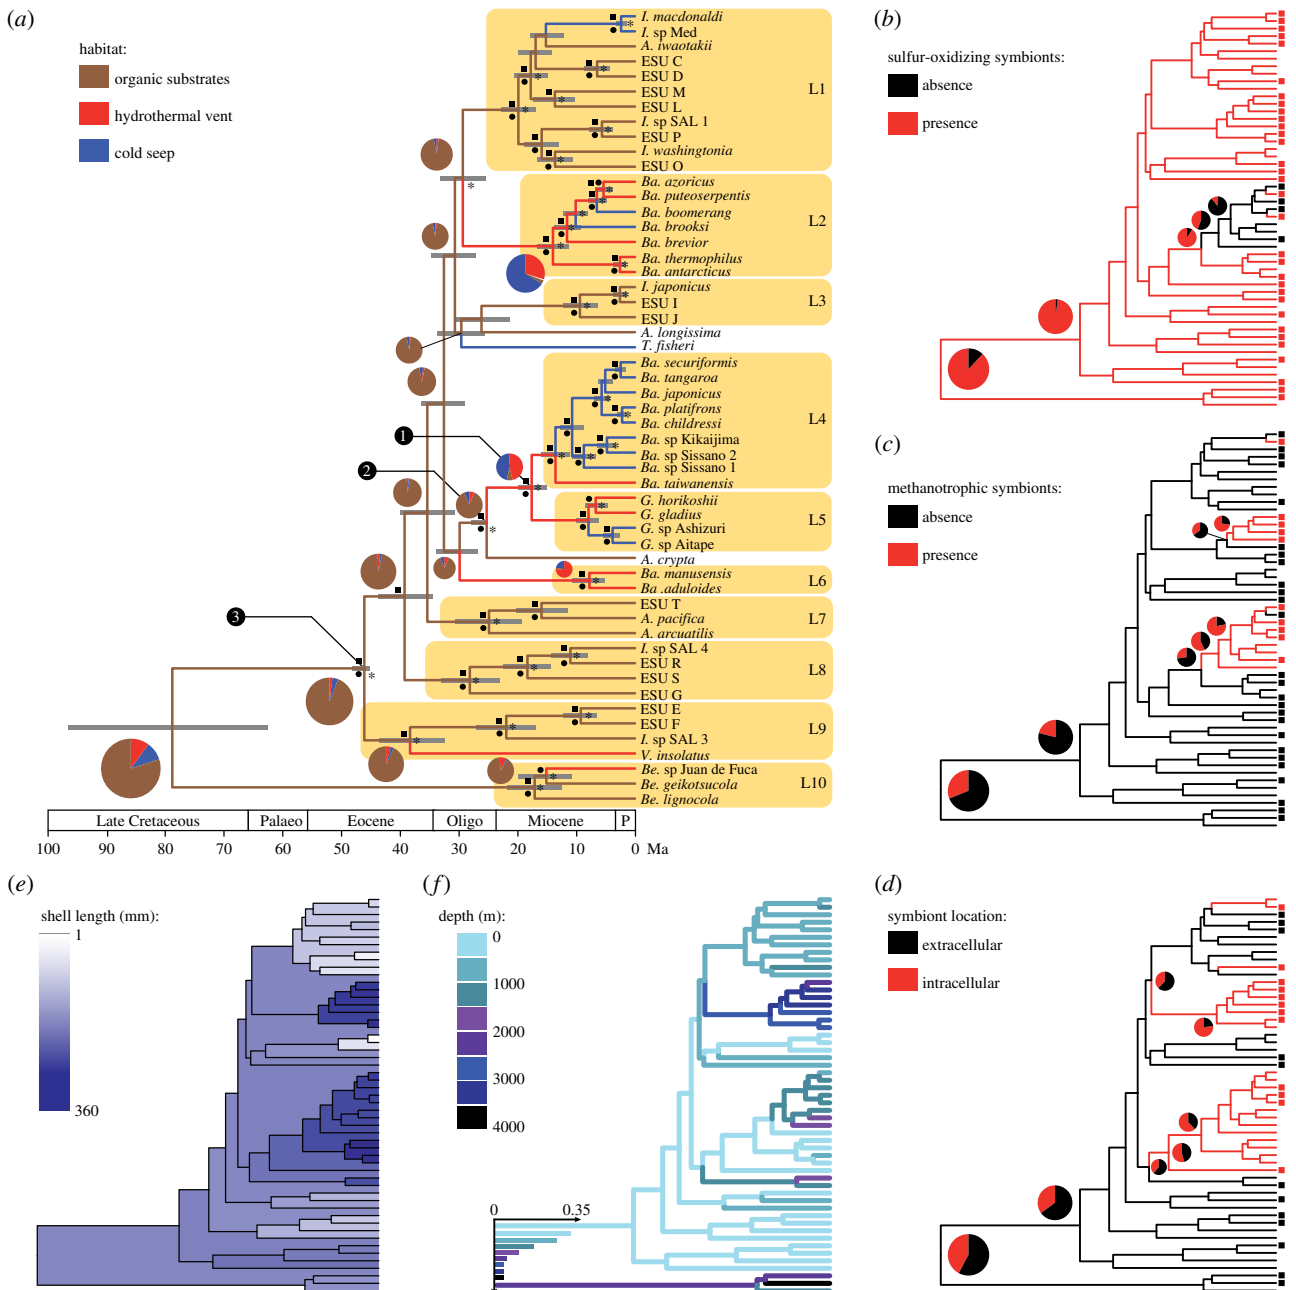 (a)
habitat:
organic substrates
hydrothermal vent
cold seep
I. macdonaldi
I. sp Med
A. iwaotakii
ESU C
ESU D
ESU M
ESU L
I. sp SAL 1
ESU P
I. washingtonia
ESU O
L1
Ba. azoricus
Ba. puteoserpentis
Ba. boomerang
Ba. brooksi
Ba. brevior
Ba. thermophilus
Ba. antarcticus
L2
I. japonicus
ESU I
ESU J
L3
A. longissima
T. fisheri
Ba. securiformis
Ba. tangaroa
Ba. japonicus
Ba. platifrons
Ba. childressi
Ba. sp Kikaijima
Ba. sp Sissano 2
Ba. sp Sissano 1
Ba. taiwanensis
L4
G. horikoshii
G. gladius
G. sp Ashizuri
G. sp Aitape
L5
A. crypta
Ba. manusensis
Ba .aduloides
L6
ESU T
A. pacifica
A. arcuatilis
L7
I. sp SAL 4
ESU R
ESU S
ESU G
L8
ESU E
ESU F
I. sp SAL 3
V. insolatus
L9
Be. sp Juan de Fuca
Be. geikotsucola
Be. lignocola
L10
1
2
3
* * * * * * * * * * * * * * * * * * * * * * * * * *
Late Cretaceous Palaeo Eocene Oligo Miocene P
100 90 80 70 60 50 40 30 20 10 0 Ma
(b)
sulfur-oxidizing symbionts:
absence
presence
(c)
methanotrophic symbionts:
absence
presence
(d)
symbiont location:
extracellular
intracellular
(e)
shell length (mm):
1
360
(f)
depth (m):
0
1000
2000
3000
4000
0 0.35